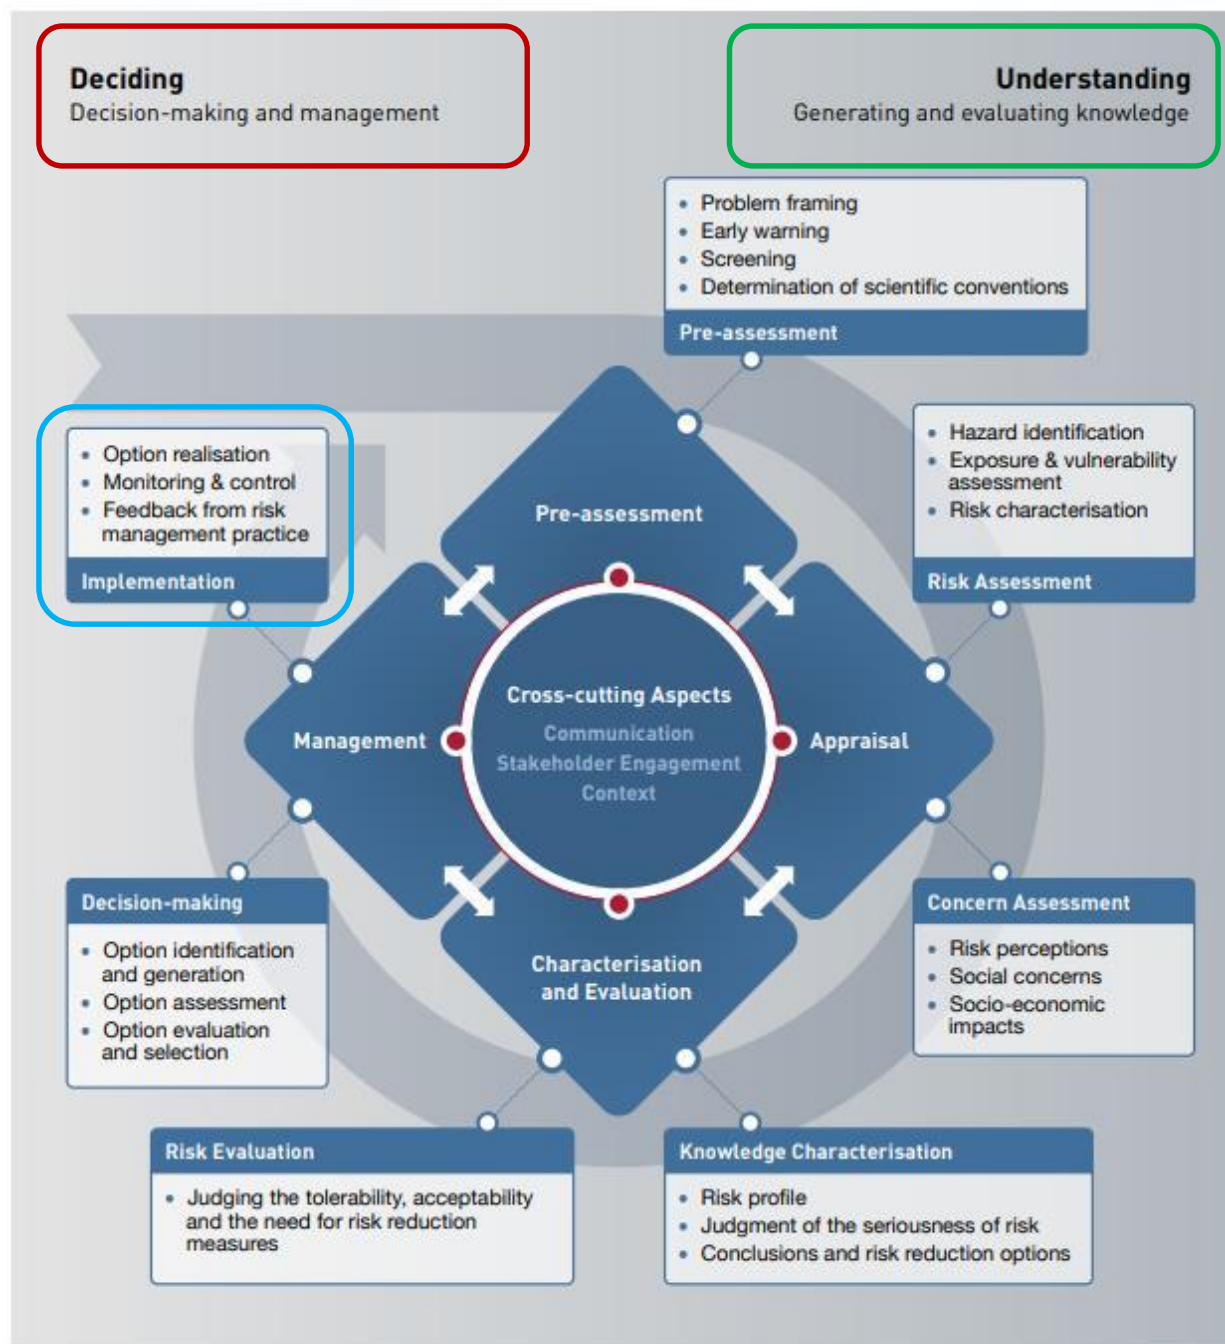 Deciding
Decision-making and management
Understanding
Generating and evaluating knowledge
• Problem framing
• Early warning
• Screening
• Determination of scientific conventions
Pre-assessment
• Option realisation
• Monitoring & control
• Feedback from risk
management practice
Implementation
• Hazard identification
• Exposure & vulnerability
assessment
• Risk characterisation
Risk Assessment
Pre-assessment
Cross-cutting Aspects
Communication
Stakeholder Engagement
Context
Management
Appraisal
Characterisation
and Evaluation
Decision-making
• Option identification
and generation
• Option assessment
• Option evaluation
and selection
Concern Assessment
• Risk perceptions
• Social concerns
• Socio-economic
impacts
Risk Evaluation
• Judging the tolerability, acceptability
and the need for risk reduction
measures
Knowledge Characterisation
• Risk profile
• Judgment of the seriousness of risk
• Conclusions and risk reduction options